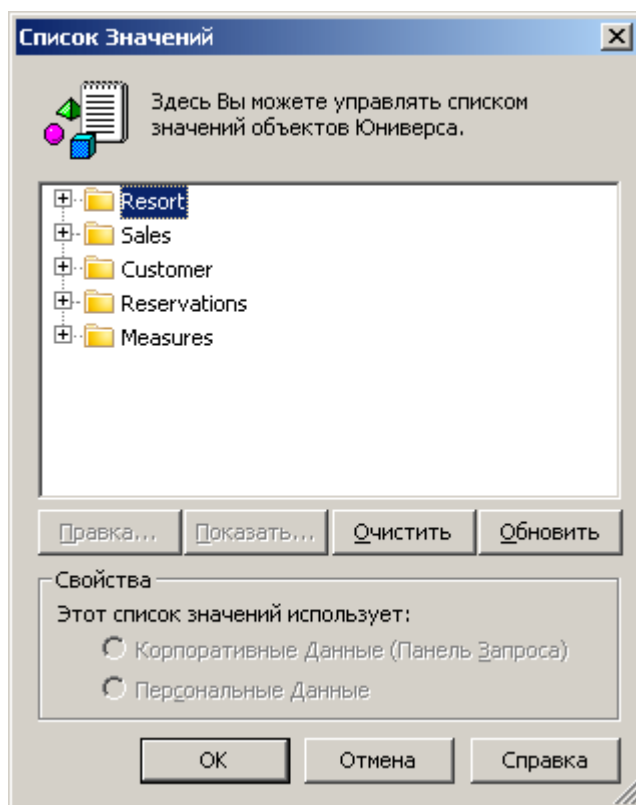 Список Значений
Здесь Вы можете управлять списком
значений объектов Юниверса.
Resort
Sales
Customer
Reservations
Measures
Правка... Показать... Очистить Обновить
Свойства
Этот список значений использует:
Корпоративные Данные (Панель Запроса)
Персональные Данные
OK Отмена Справка